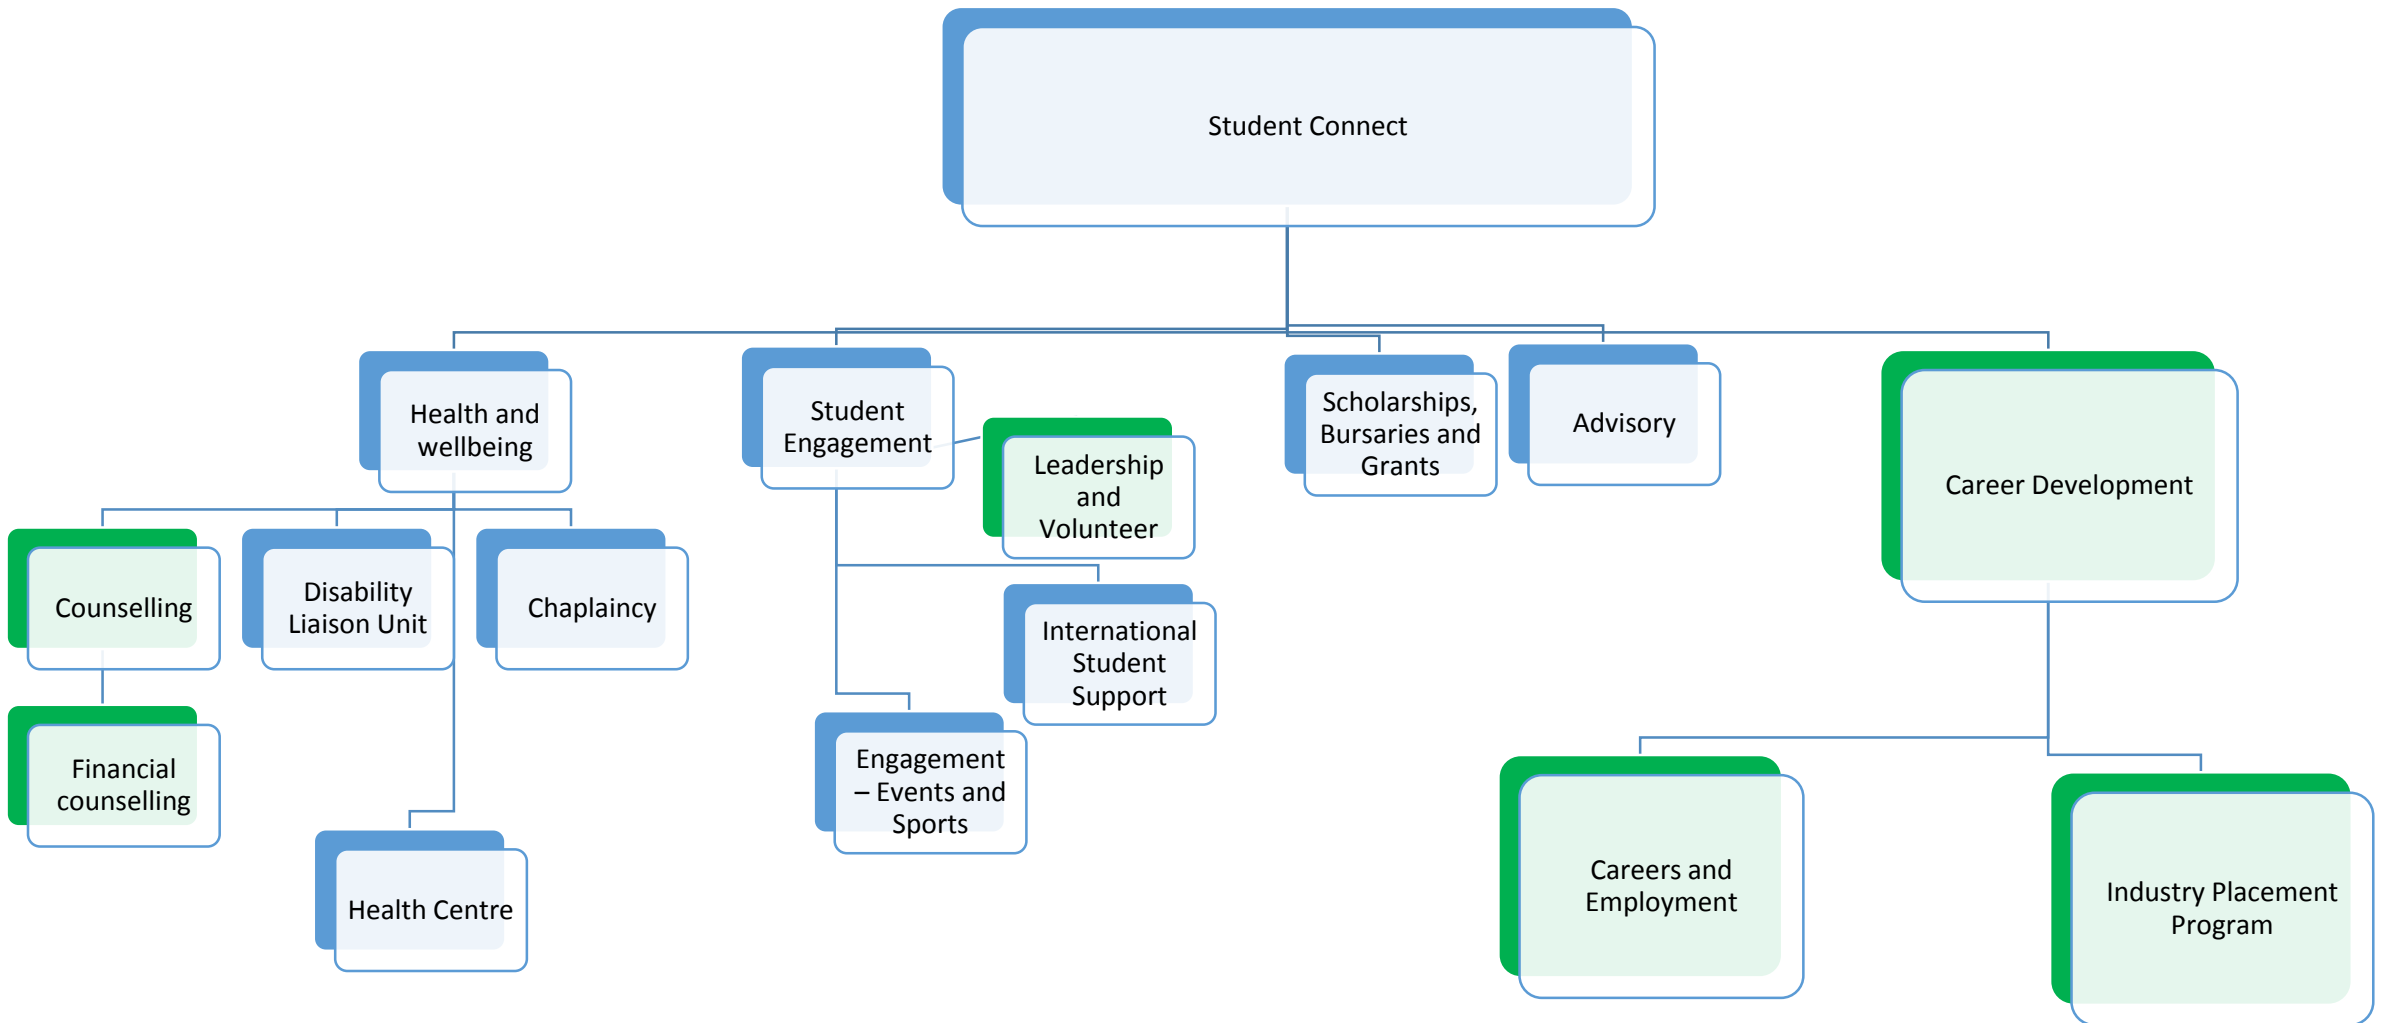 Student Connect
Health and
wellbeing
Student
Engagement
Leadership
and
Volunteer
Scholarships,
Bursaries and
Grants
Advisory
Career Development
Counselling
Disability
Liaison Unit
Chaplaincy
International
Student
Support
Financial
counselling
Engagement
– Events and
Sports
Health Centre
Careers and
Employment
Industry Placement
Program